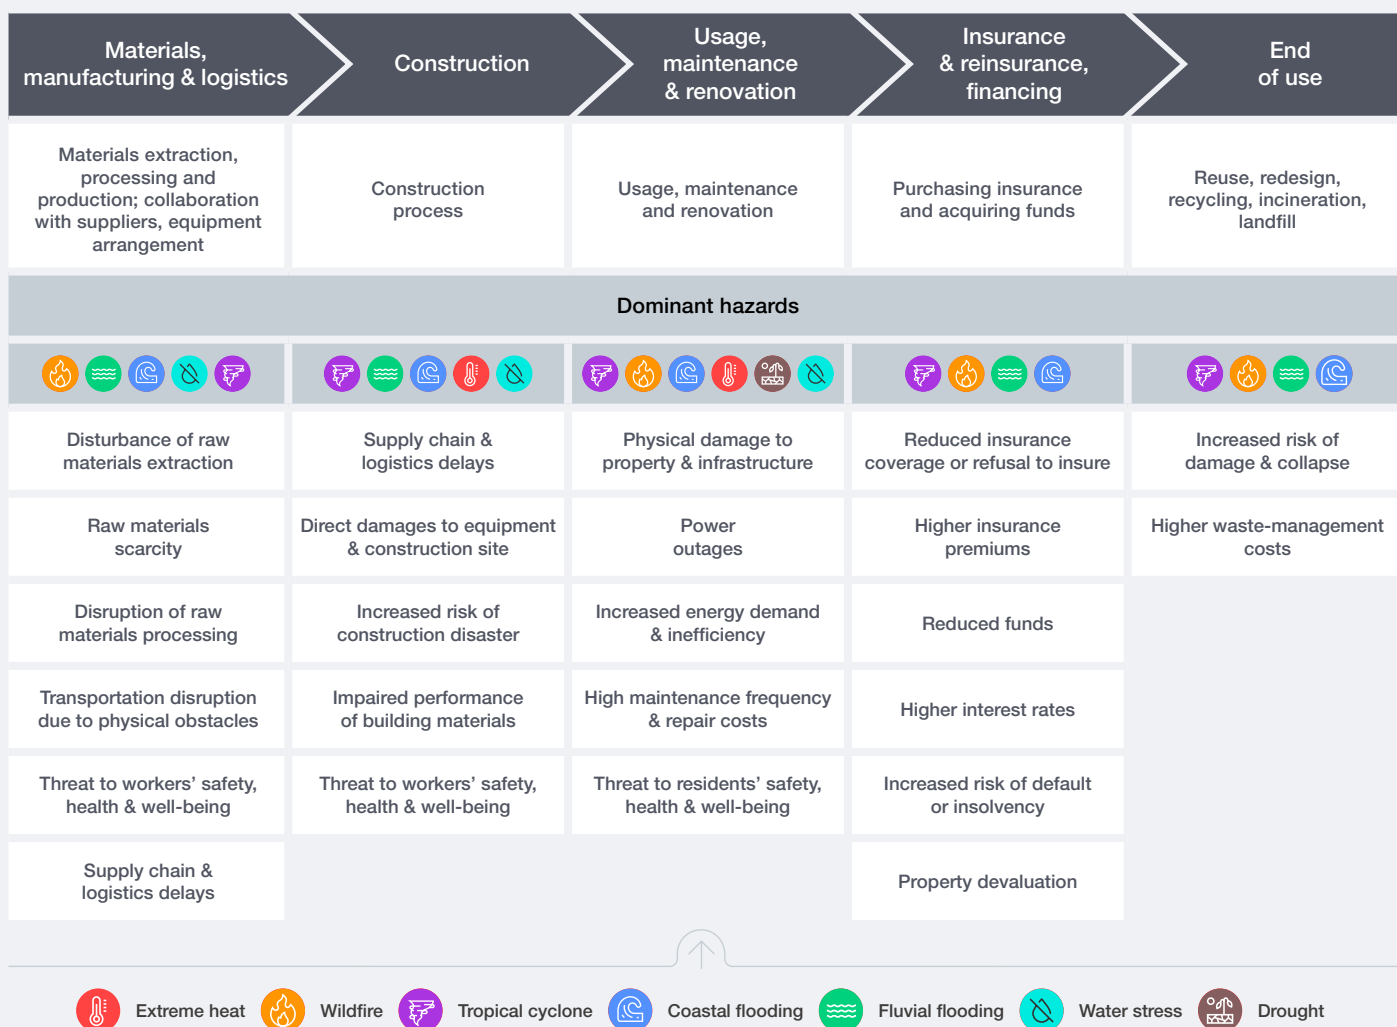 Materials,
manufacturing & logistics
Construction
Usage,
maintenance
& renovation
Insurance
& reinsurance,
financing
End
of use
Materials extraction,
processing and
production; collaboration
with suppliers, equipment
arrangement
Construction
process
Usage, maintenance
and renovation
Purchasing insurance
and acquiring funds
Reuse, redesign,
recycling, incineration,
landfill
Dominant hazards
Disturbance of raw
materials extraction
Supply chain &
logistics delays
Physical damage to
property & infrastructure
Reduced insurance
coverage or refusal to insure
Increased risk of
damage & collapse
Raw materials
scarcity
Direct damages to equipment
& construction site
Power
outages
Higher insurance
premiums
Higher waste-management
costs
Disruption of raw
materials processing
Increased risk of
construction disaster
Increased energy demand
& inefficiency
Reduced funds
Transportation disruption
due to physical obstacles
Impaired performance
of building materials
High maintenance frequency
& repair costs
Higher interest rates
Threat to workers’ safety,
health & well-being
Threat to workers’ safety,
health & well-being
Threat to residents’ safety,
health & well-being
Increased risk of default
or insolvency
Supply chain &
logistics delays
Property devaluation
Extreme heat
Wildfire
Tropical cyclone
Coastal flooding
Fluvial flooding
Water stress
Drought